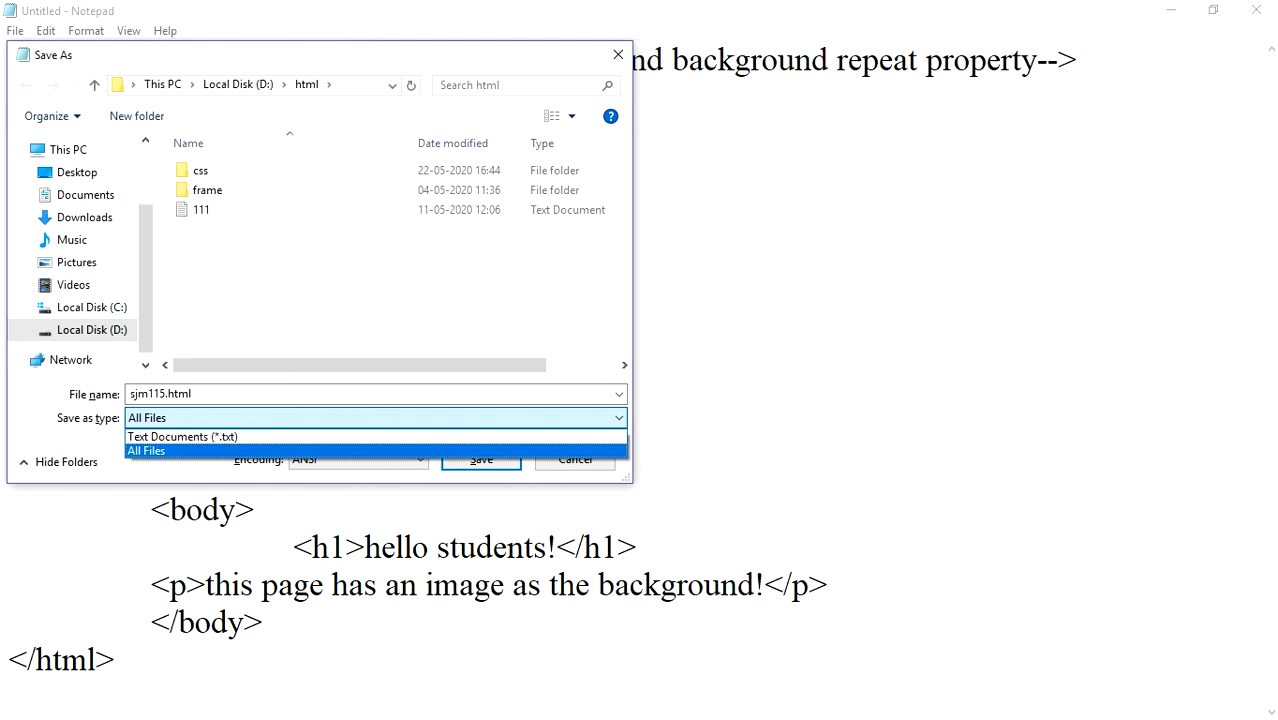 Untitled - Notepad
File Edit Format View Help
Save As
nd background repeat property-->
This PC > Local Disk (D:) > html >
Search html
Organize New folder
Name Date modified Type
This PC
Desktop
Documents
Downloads
Music
Pictures
Videos
Local Disk (C:)
Local Disk (D:)
Network
css 22-05-2020 16:44 File folder
frame 04-05-2020 11:36 File folder
111 11-05-2020 12:06 Text Document
File name: sjm115.html
Save as type: All Files
Text Documents (*.txt)
All Files
Hide Folders Encoding: ANSI Save Cancel
<body>
<h1>hello students!</h1>
<p>this page has an image as the background!</p>
</body>
</html>